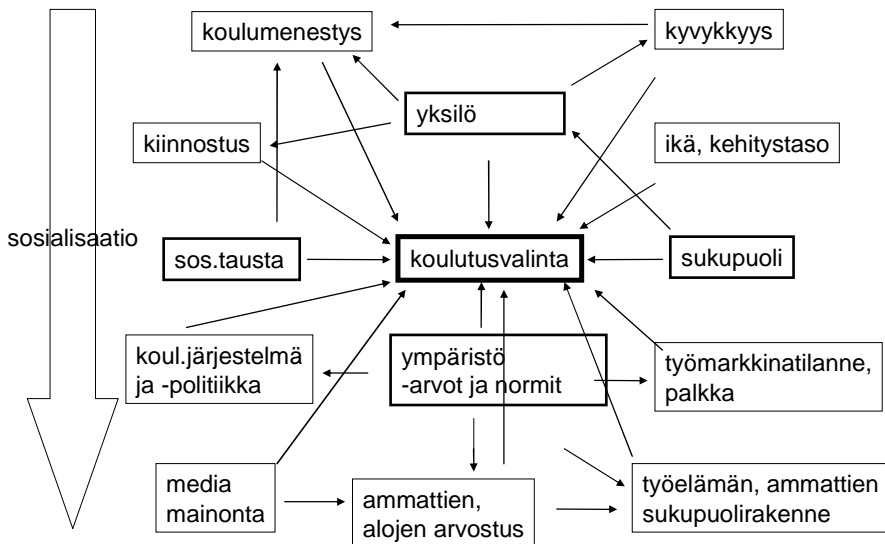 koulumenestys
kyvykkyys
yksilö
kiinnostus
ikä, kehitystaso
sosialisaatio
sos.tausta
koulutusvalinta
sukupuoli
koul.järjestelmä
ja -politiikka
ympäristö
-arvot ja normit
työmarkkinatilanne,
palkka
media
mainonta
ammattien,
alojen arvostus
työelämän, ammattien
sukupuolirakenne